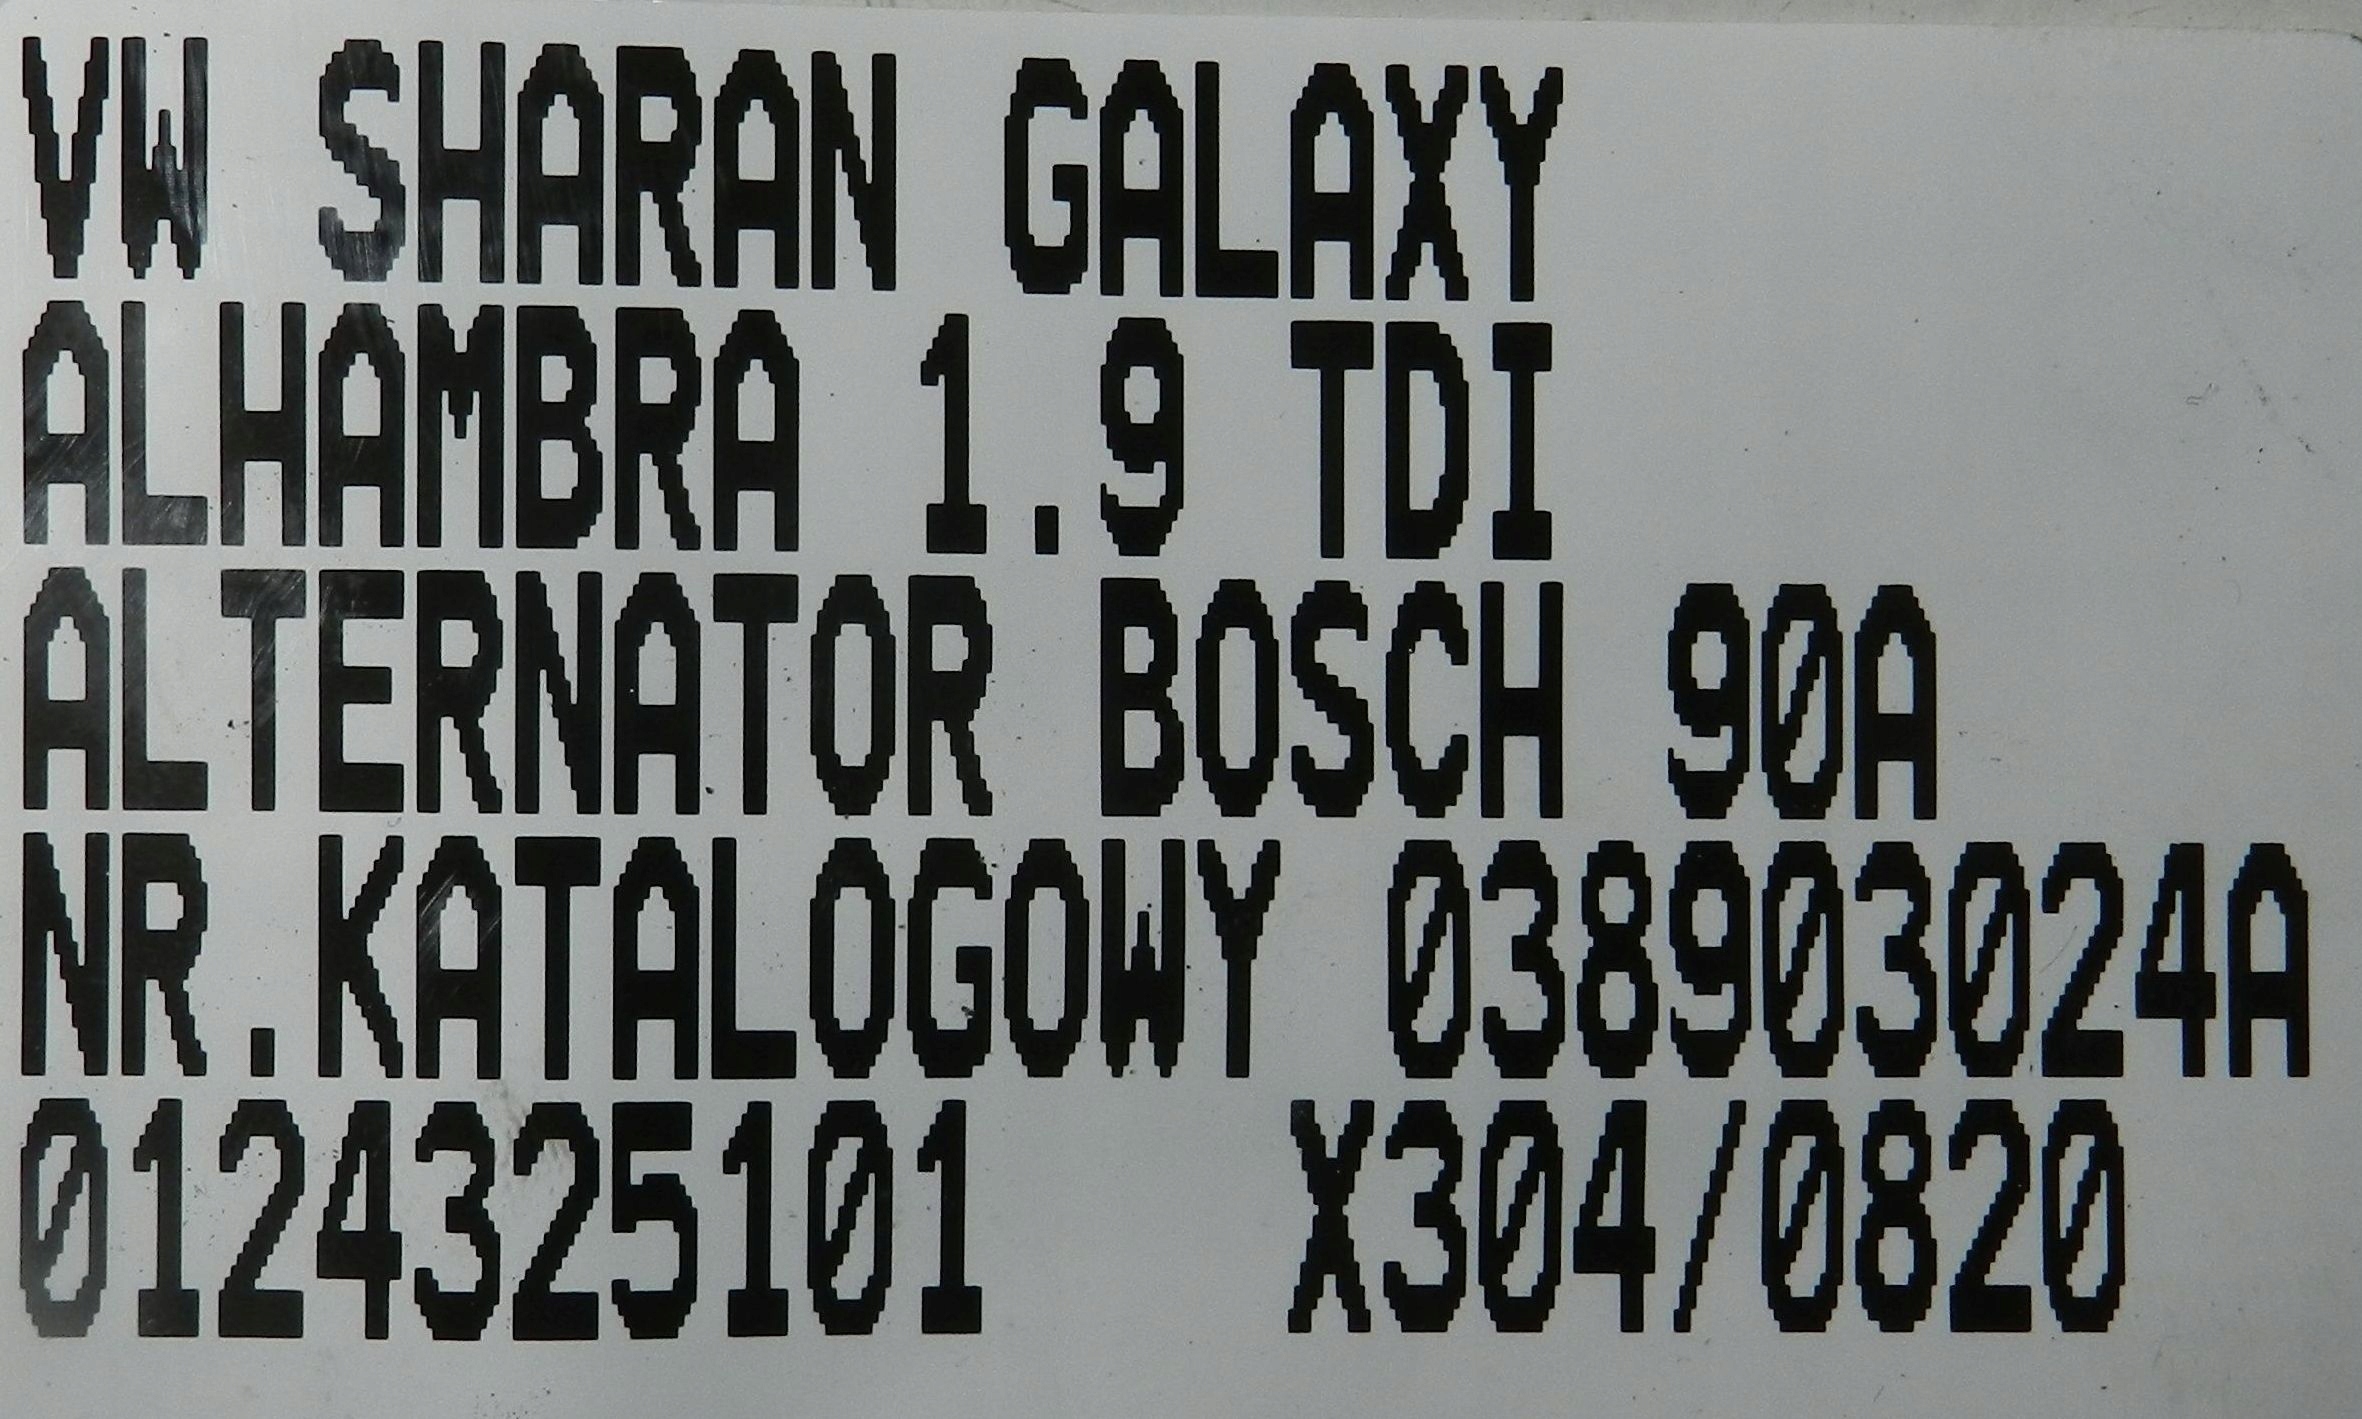 VW SHARAN GALAXY
ALHAMBRA 1.9 TDI
ALTERNATOR BOSCH 90A
NR.KATALOGOWY 038903024A
0124325101 X304/0820